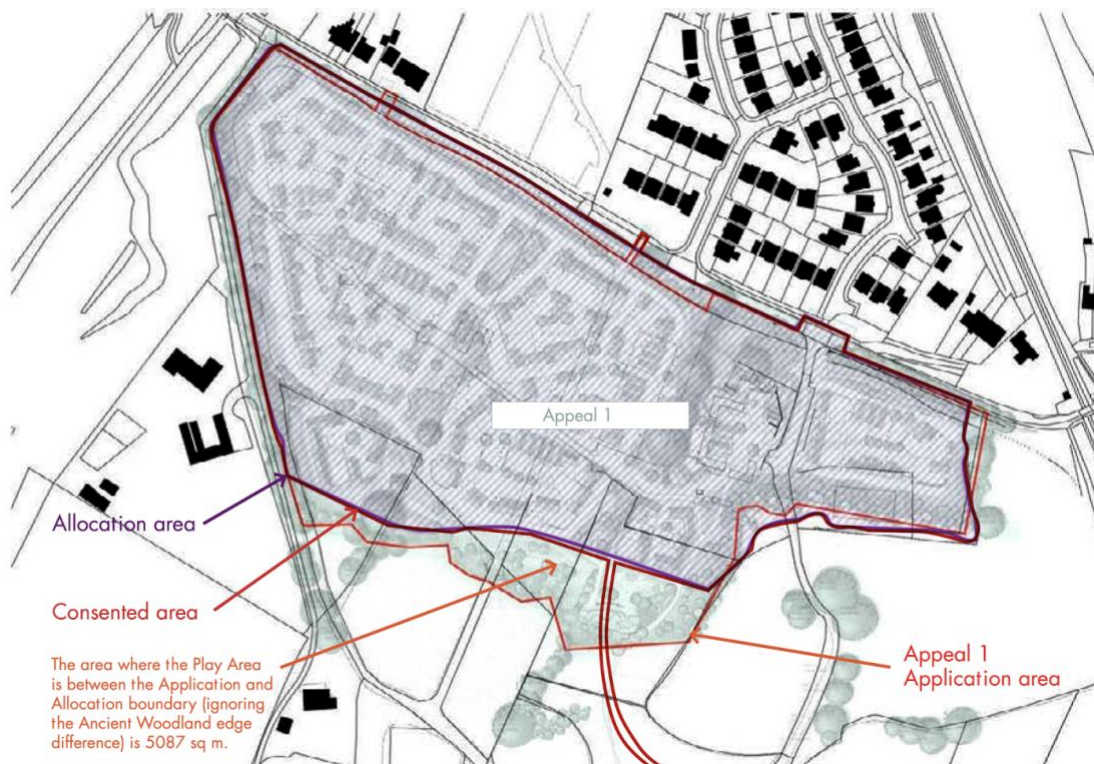 Appeal 1
Allocation area
Consented area
The area where the Play Area
is between the Application and
Allocation boundary (ignoring
the Ancient Woodland edge
difference) is 5087 sq m.
Appeal 1
Application area